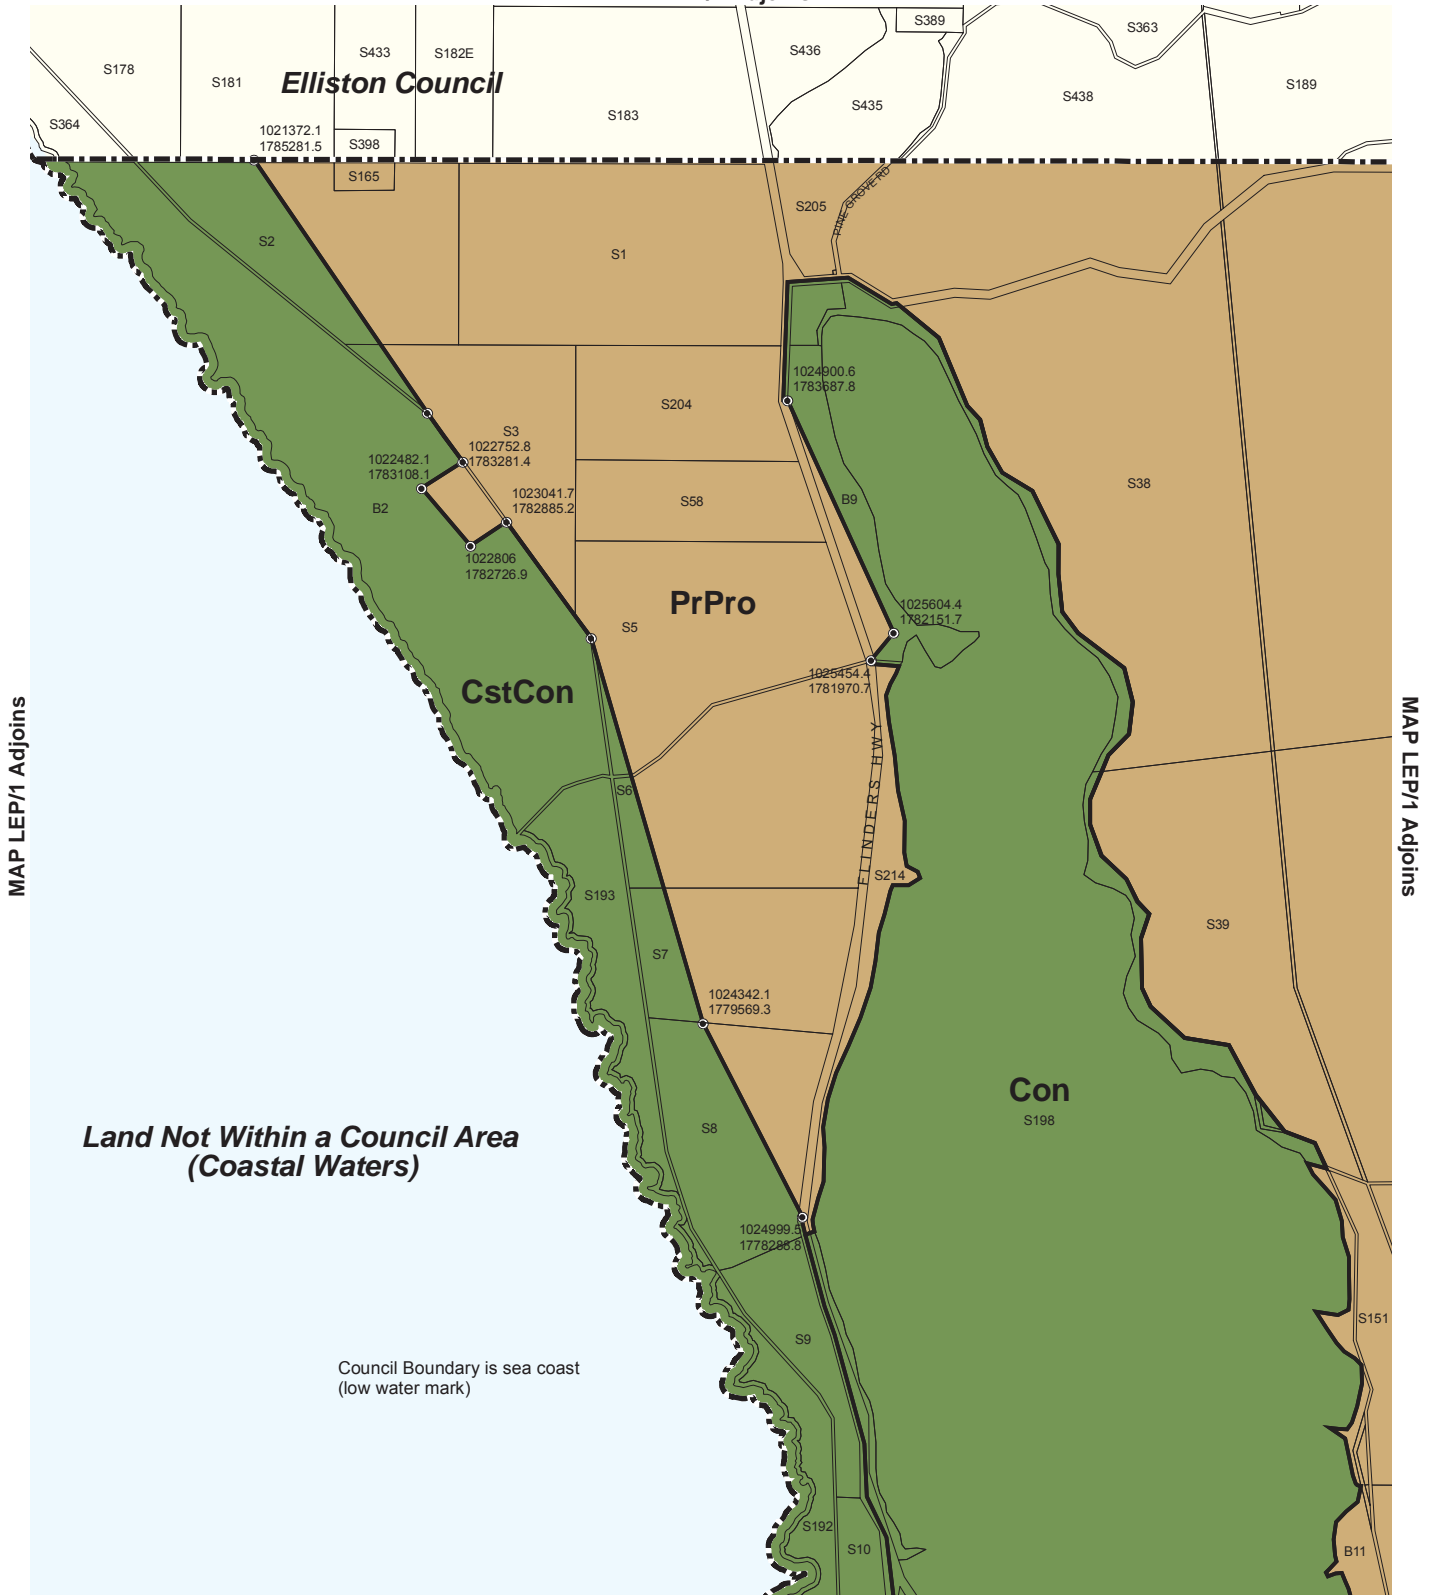 S389
S363
S433
S182E
S436
S178
S181
Elliston Council
S189
S438
S435
S183
S364
1021372.1
1785281.5
S398
S165
PINE GROVE RD
S205
S2
S1
1024900.6
1783687.8
S204
S3
1022752.8
1783281.4
1022482.1
1783108.1
S38
1023041.7
1782885.2
S58
B9
B2
1022806
1782726.9
PrPro
1025604.4
1782151.7
S5
1025454.4
1781970.7
CstCon
MAP LEP/1 Adjoins
MAP LEP/1 Adjoins
FLINDERS HWY
S6
S214
S193
S39
S7
1024342.1
1779569.3
Con
S198
S8
Land Not Within a Council Area
(Coastal Waters)
1024999.5
1778288.8
S151
S9
Council Boundary is sea coast
(low water mark)
S192
S10
B11